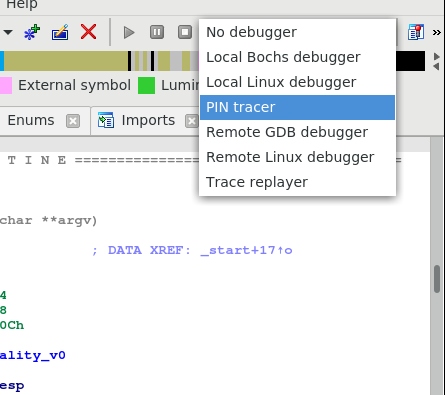 Help
No debugger
Local Bochs debugger
Local Linux debugger
PIN tracer
Remote GDB debugger
Remote Linux debugger
Trace replayer
»
External symbol
Enums
Imports
T I N E =======================
char **argv)
; DATA XREF: _start+17↑o
4
8
0Ch
ality_v0
esp